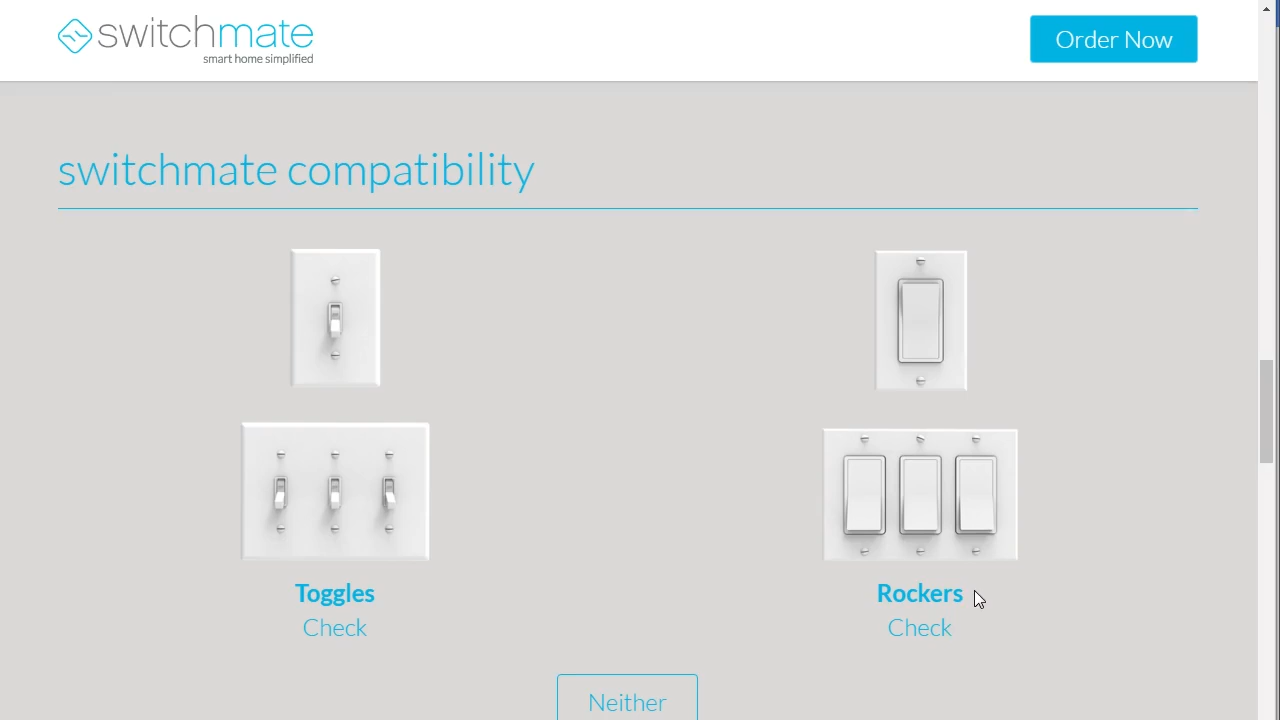 switchmate
smart home simplified
Order Now
switchmate compatibility
Toggles
Rockers
Check
Check
Neither